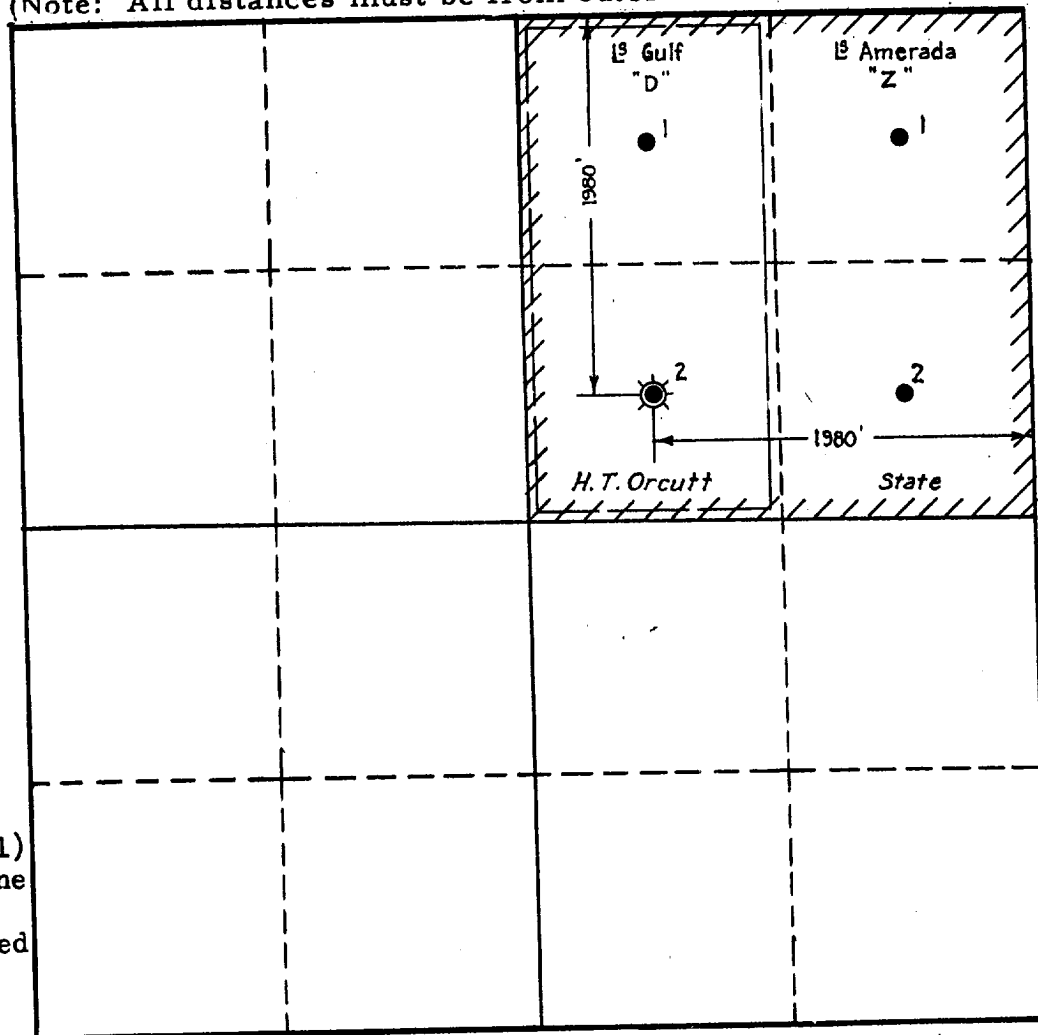 (Note: All distances must be from outer
Ls Gulf
"D"
Ls Amerada
"Z"
1
1
1980'
2
2
1980'
H. T. Orcutt
State
1)
ne
ed